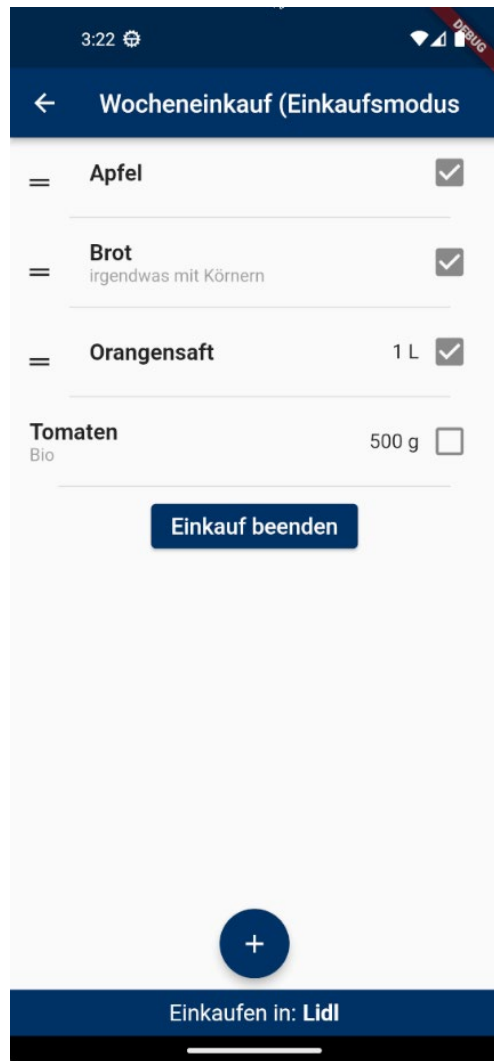 3:22
DEBUG
Wocheneinkauf (Einkaufsmodus
Apfel
Brot
irgendwas mit Körnern
Orangensaft 1 L
Tomaten 500 g
Bio
Einkauf beenden
+
Einkaufen in: Lidl